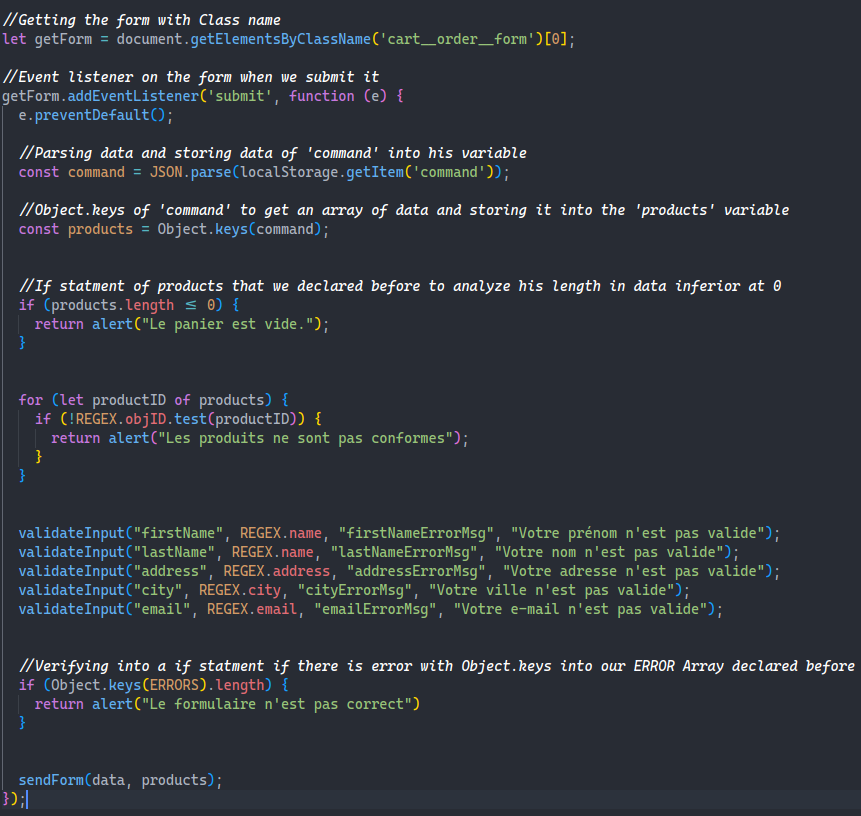 //Getting the form with Class name
let getForm = document.getElementsByClassName('cart__order__form')[0];
//Event listener on the form when we submit it
getForm.addEventListener('submit', function (e) {
e.preventDefault();
//Parsing data and storing data of 'command' into his variable
const command = JSON.parse(localStorage.getItem('command'));
//Object.keys of 'command' to get an array of data and storing it into the 'products' variable
const products = Object.keys(command);
//If statment of products that we declared before to analyze his length in data inferior at 0
if (products.length ≤ 0) {
return alert("Le panier est vide.");
}
for (let productID of products) {
if (!REGEX.objID.test(productID)) {
return alert("Les produits ne sont pas conformes");
}
}
validateInput("firstName", REGEX.name, "firstNameErrorMsg", "Votre prénom n'est pas valide");
validateInput("lastName", REGEX.name, "lastNameErrorMsg", "Votre nom n'est pas valide");
validateInput("address", REGEX.address, "addressErrorMsg", "Votre adresse n'est pas valide");
validateInput("city", REGEX.city, "cityErrorMsg", "Votre ville n'est pas valide");
validateInput("email", REGEX.email, "emailErrorMsg", "Votre e-mail n'est pas valide");
//Verifying into a if statment if there is error with Object.keys into our ERROR Array declared before
if (Object.keys(ERRORS).length) {
return alert("Le formulaire n'est pas correct")
}
sendForm(data, products);
});